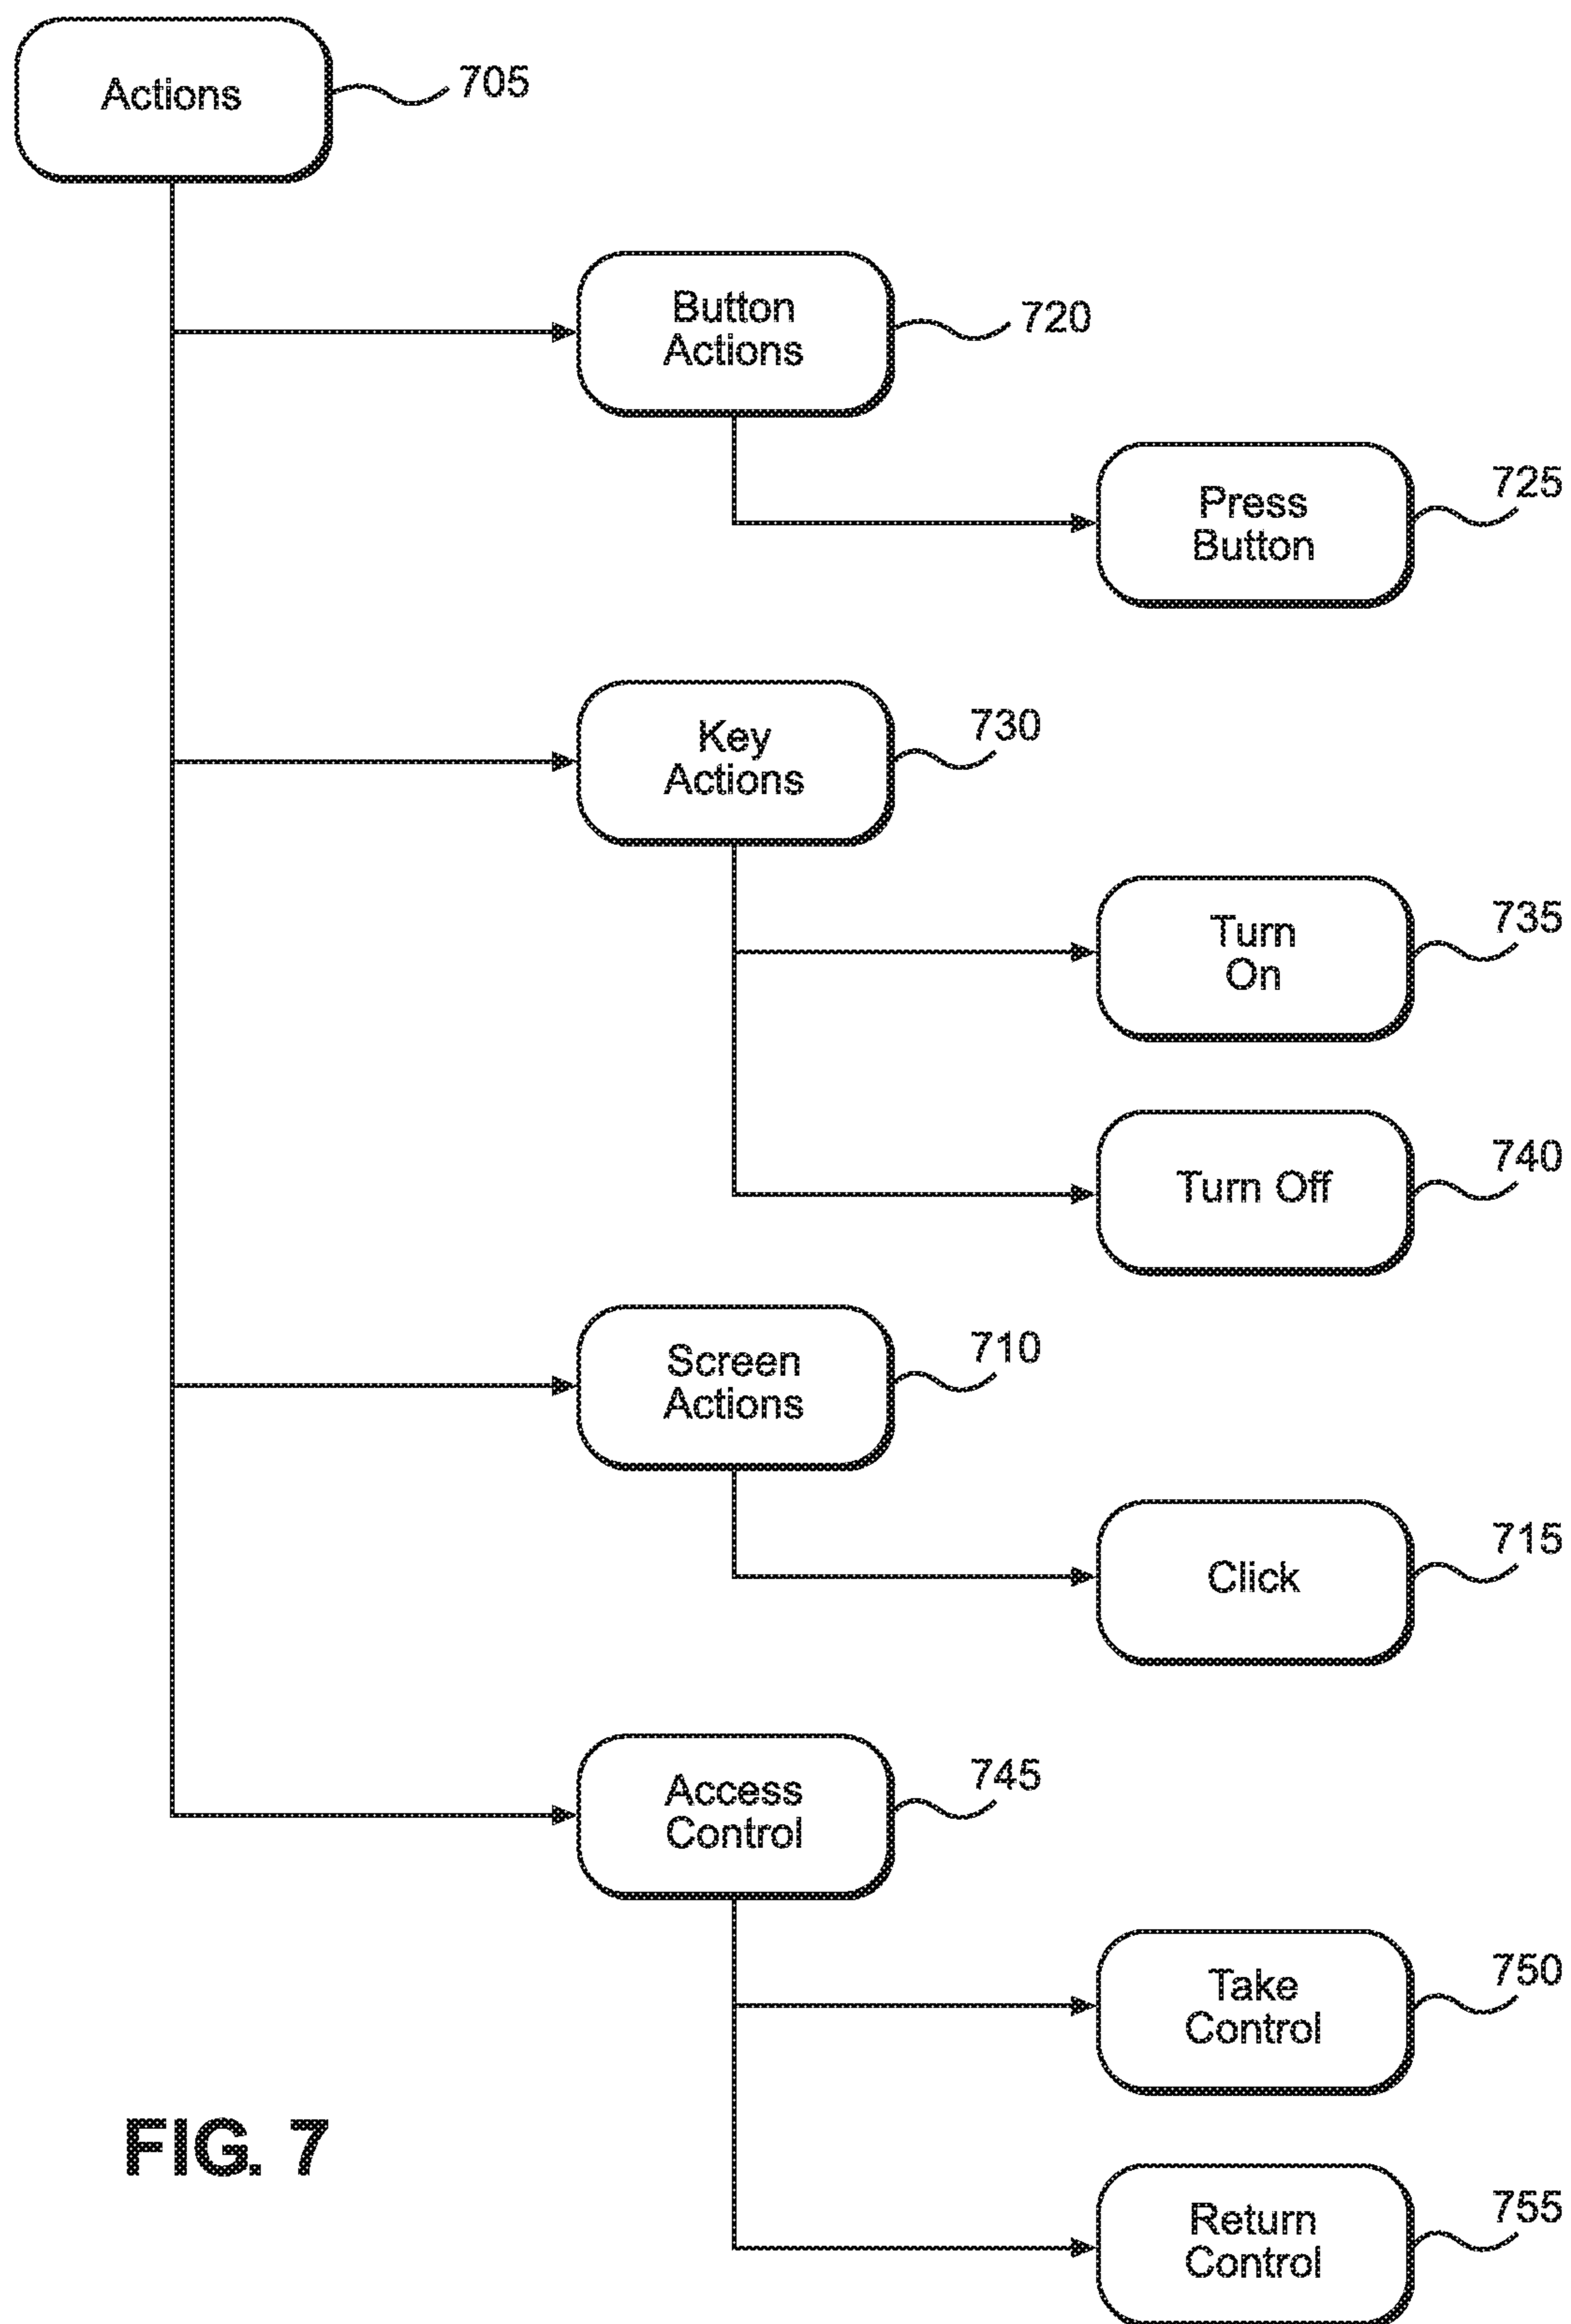 Actions
705
Button
Actions
720
Press
Button
725
Key
Actions
730
Turn
On
735
Turn Off
740
Screen
Actions
710
Click
715
Access
Control
745
Take
Control
750
Return
Control
755
FIG. 7